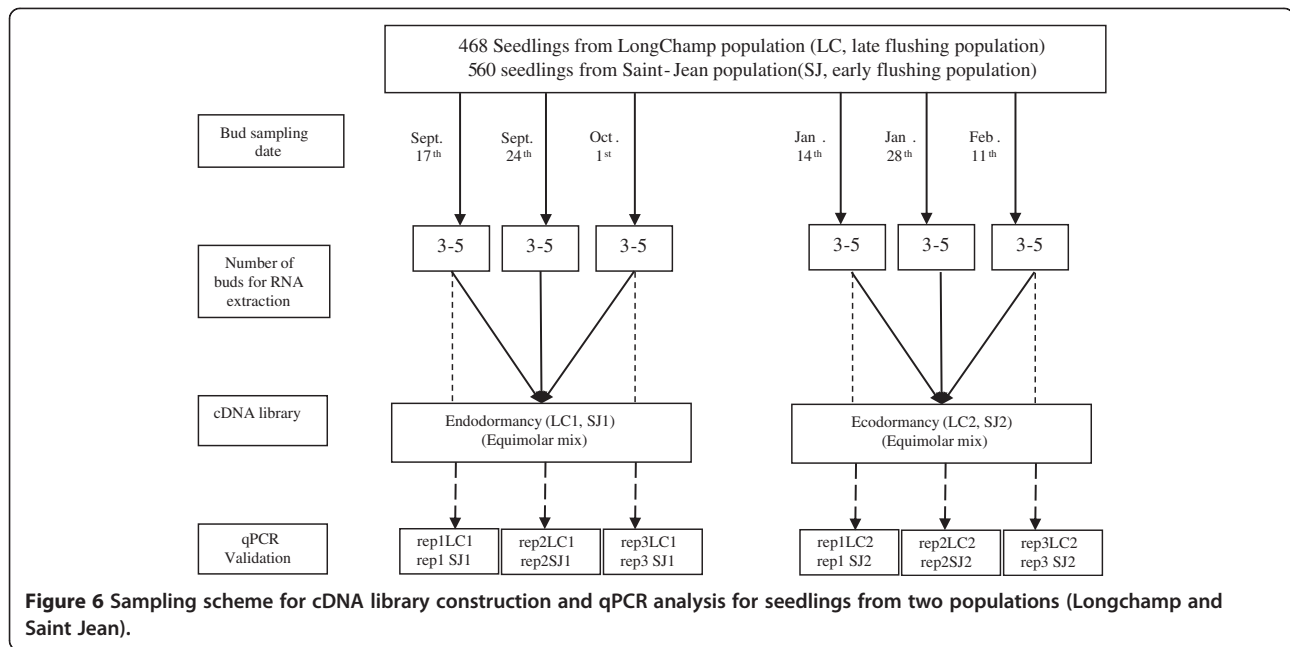 468 Seedlings from LongChamp population (LC, late flushing population)
560 seedlings from Saint-Jean population(SJ, early flushing population)
Bud sampling
date
Sept.
17th
Sept.
24th
Oct .
1st
Jan .
14th
Jan .
28th
Feb .
11th
Number of
buds for RNA
extraction
3-5
3-5
3-5
3-5
3-5
3-5
cDNA library
Endodormancy (LC1, SJ1)
(Equimolar mix)
Ecodormancy (LC2, SJ2)
(Equimolar mix)
qPCR
Validation
rep1LC1
rep1 SJ1
rep2LC1
rep2SJ1
rep3LC1
rep3 SJ1
rep1LC2
rep1 SJ2
rep2LC2
rep2SJ2
rep3LC2
rep3 SJ2
Figure 6 Sampling scheme for cDNA library construction and qPCR analysis for seedlings from two populations (Longchamp and
Saint Jean).